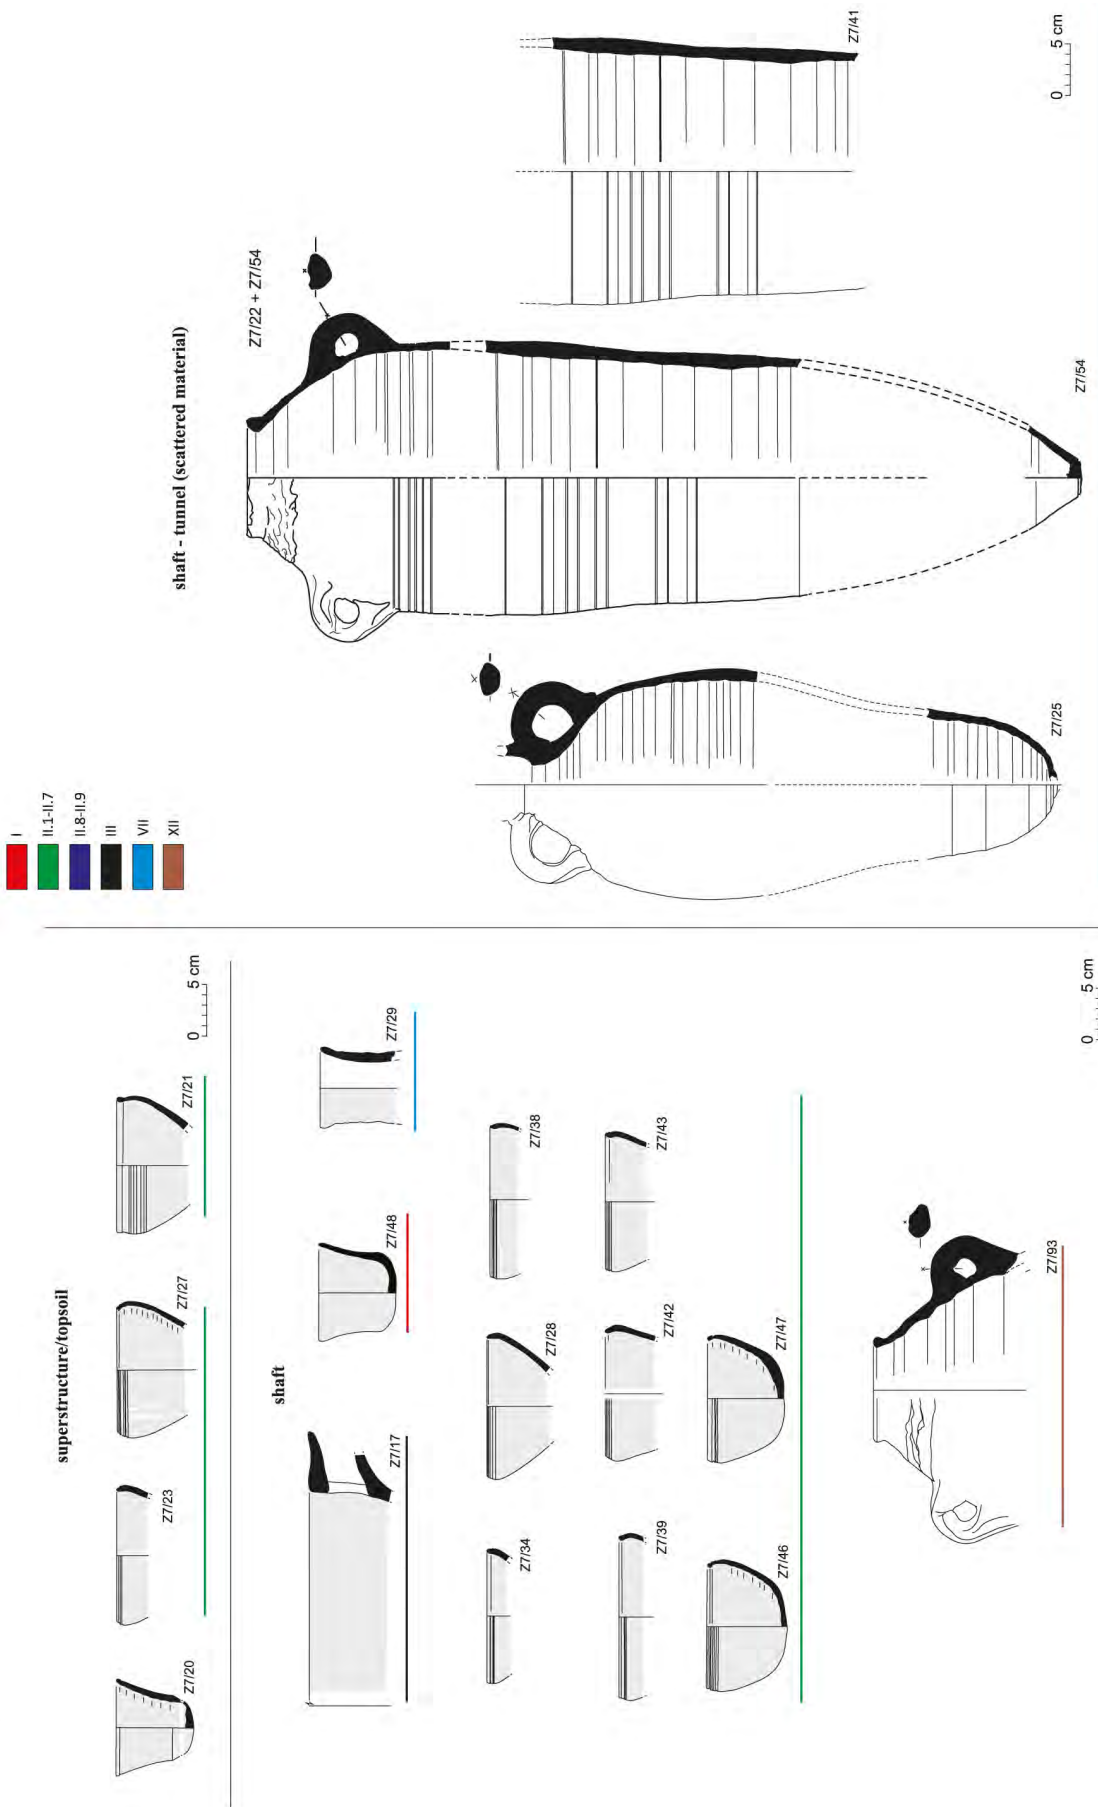 superstructure/topsoil
Z7/20
Z7/23
Z7/27
Z7/21
0 5 cm
shaft
Z7/17
Z7/48
Z7/29
Z7/34
Z7/28
Z7/38
Z7/39
Z7/42
Z7/43
Z7/46
Z7/47
Z7/93
0 5 cm
I
II.1-II.7
II.8-II.9
III
VII
XII
shaft - tunnel (scattered material)
Z7/22 + Z7/54
Z7/25
Z7/54
Z7/41
0 5 cm